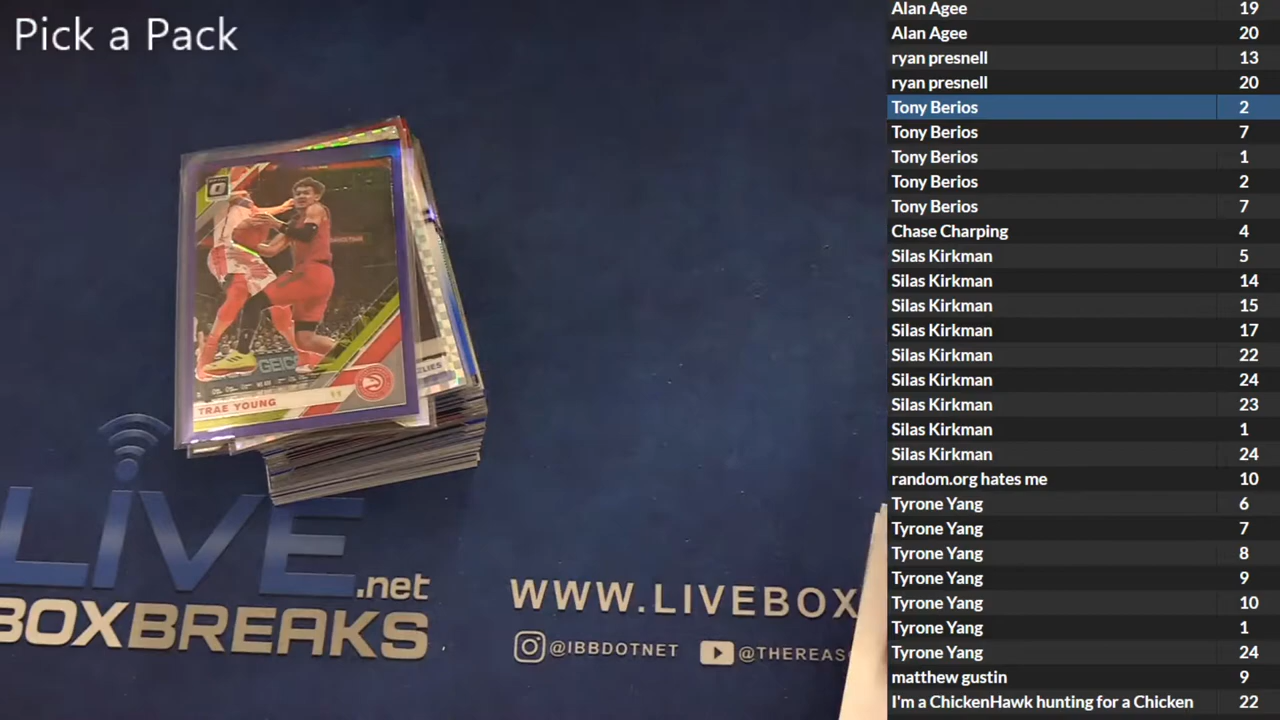 Pick a Pack
Alan Agee 19
Alan Agee 20
ryan presnell 13
ryan presnell 20
Tony Berios 2
Tony Berios 7
Tony Berios 1
Tony Berios 2
Tony Berios 7
Chase Charping 4
Silas Kirkman 5
Silas Kirkman 14
Silas Kirkman 15
Silas Kirkman 17
Silas Kirkman 22
Silas Kirkman 24
Silas Kirkman 23
Silas Kirkman 1
Silas Kirkman 24
random.org hates me 10
Tyrone Yang 6
Tyrone Yang 7
Tyrone Yang 8
Tyrone Yang 9
Tyrone Yang 10
Tyrone Yang 1
Tyrone Yang 24
matthew gustin 9
I'm a ChickenHawk hunting for a Chicken 22
GEIC
TRAE YOUNG
LIVE.net
BOXBREAKS
WWW.LIVEBOX
@IBBDOTNET
@THEREAS